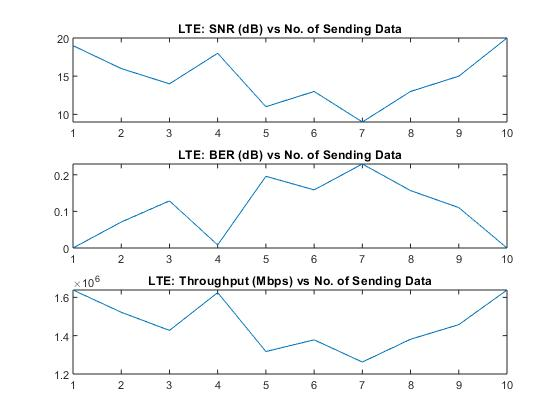 LTE: SNR (dB) vs No. of Sending Data
20
15
10
1 2 3 4 5 6 7 8 9 10
LTE: BER (dB) vs No. of Sending Data
0.2
0.1
0
1 2 3 4 5 6 7 8 9 10
LTE: Throughput (Mbps) vs No. of Sending Data
×10⁶
1.6
1.4
1.2
1 2 3 4 5 6 7 8 9 10